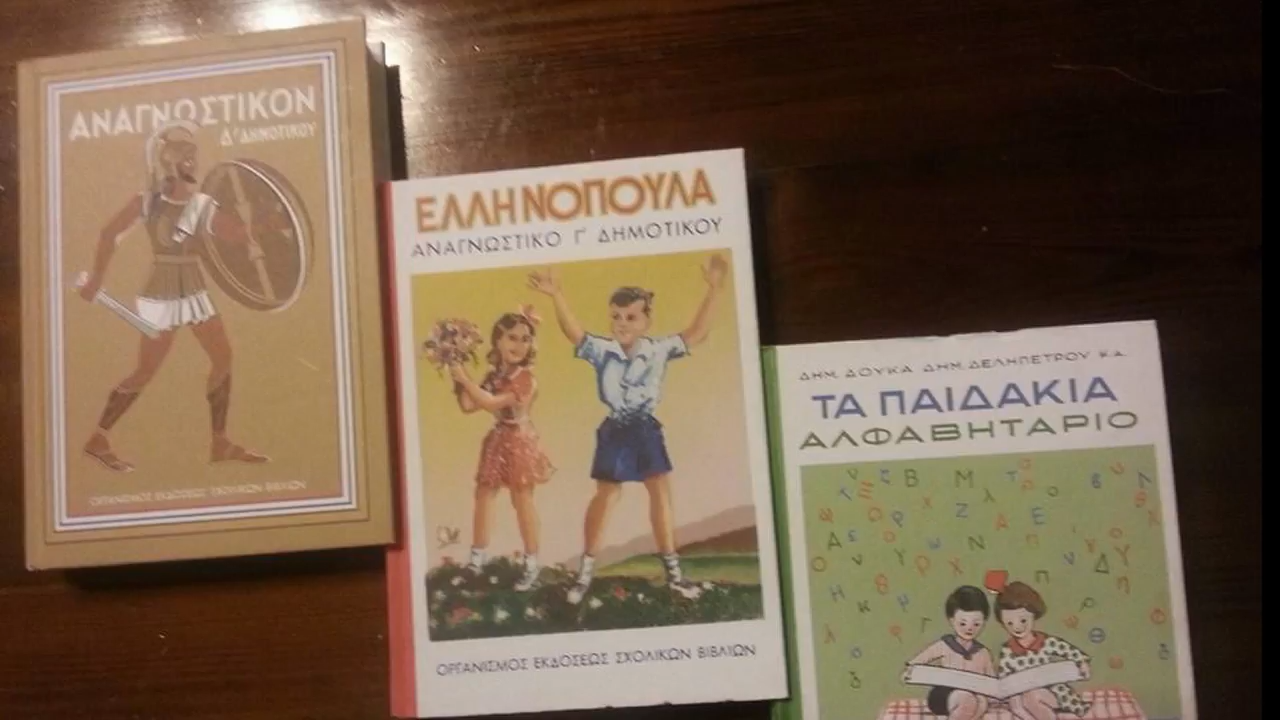 ΑΝΑΓΝΩΣΤΙΚΟΝ
Δ' ΔΗΜΟΤΙΚΟΥ
ΟΡΓΑΝΙΣΜΟΣ ΕΚΔΟΣΕΩΣ ΣΧΟΛΙΚΩΝ ΒΙΒΛΙΩΝ
ΕΛΛΗΝΟΠΟΥΛΑ
ΑΝΑΓΝΩΣΤΙΚΟ Γ' ΔΗΜΟΤΙΚΟΥ
ΟΡΓΑΝΙΣΜΟΣ ΕΚΔΟΣΕΩΣ ΣΧΟΛΙΚΩΝ ΒΙΒΛΙΩΝ
ΔΗΜ. ΔΟΥΚΑ ΔΗΜ. ΔΕΛΗΠΕΤΡΟΥ Κ.Α.
ΤΑ ΠΑΙΔΑΚΙΑ
ΑΛΦΑΒΗΤΑΡΙΟ